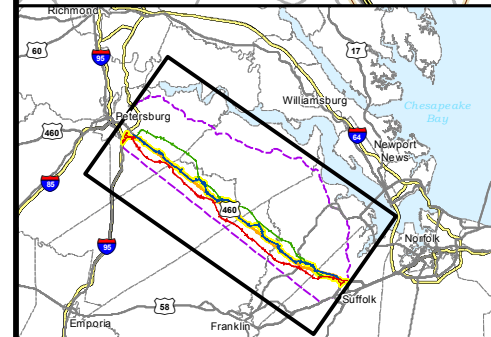 Richmond
60
95
17
Williamsburg
Chesapeake
Bay
Petersburg
460
64
Newport
News
85
460
95
Norfolk
58
Suffolk
Emporia
Franklin